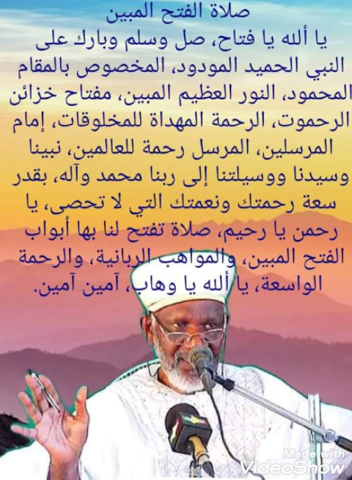 صلاة الفتح المبين
يا ألله يا فتاح، صل وسلم وبارك على
النبي الحميد المودود، المخصوص بالمقام
المحمود، النور العظيم المبين، مفتاح خزائن
الرحموت، الرحمة المهداة للمخلوقات، إمام
المرسلين، المرسل رحمة للعالمين، نبينا
وسيدنا ووسيلتنا إلى ربنا محمد وآله، بقدر
سعة رحمتك ونعمتك التي لا تحصى، يا
رحمن يا رحيم، صلاة تفتح لنا بها أبواب
الفتح المبين، والمواهب الربانية، والرحمة
الواسعة، يا ألله يا وهاب، آمين آمين.
Made with
VideoShow